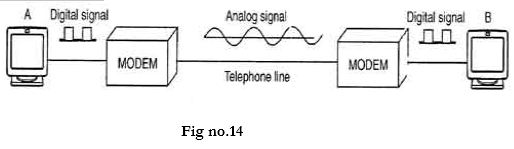 A Digital signal Analog signal Digital signal B
MODEM MODEM
Telephone line
Fig no.14